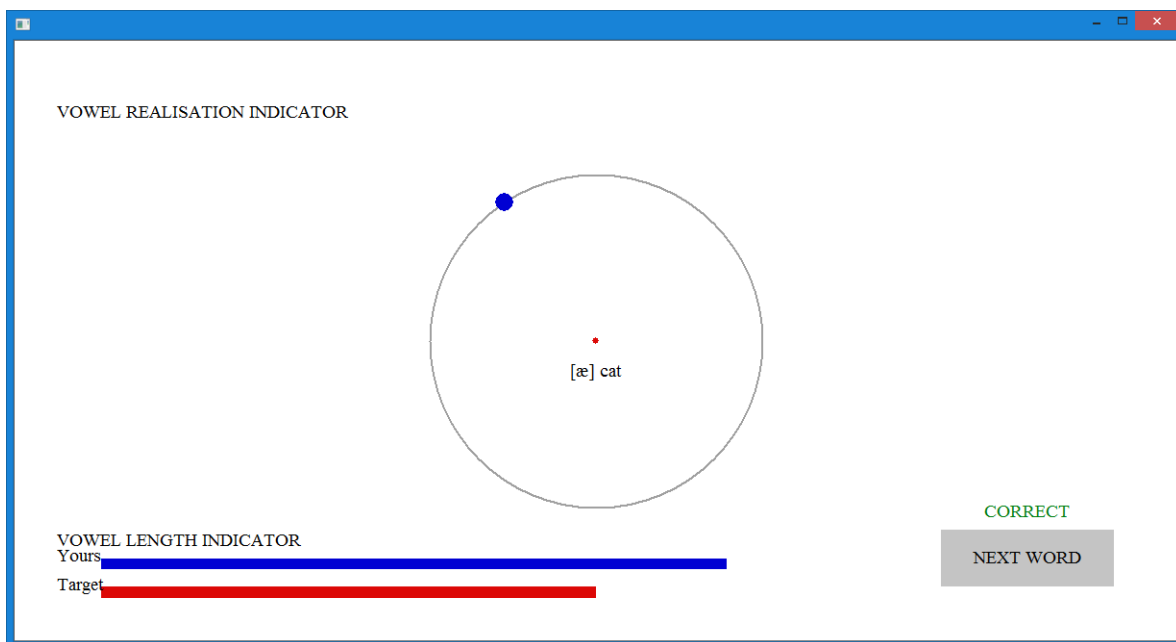 VOWEL REALISATION INDICATOR
[æ] cat
CORRECT
NEXT WORD
VOWEL LENGTH INDICATOR
Yours
Target